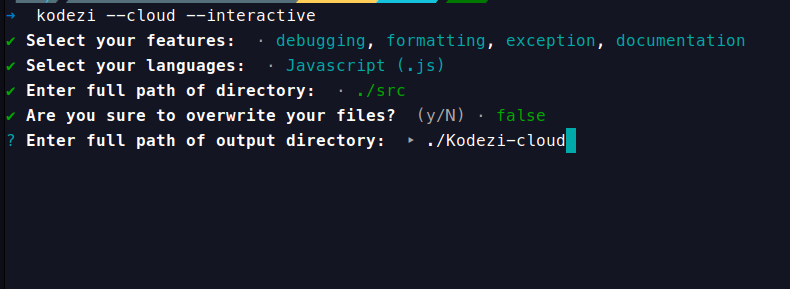 ➜ kodezi --cloud --interactive
✔ Select your features: · debugging, formatting, exception, documentation
✔ Select your languages: · Javascript (.js)
✔ Enter full path of directory: · ./src
✔ Are you sure to overwrite your files? (y/N) · false
? Enter full path of output directory: ‣ ./Kodezi-cloud